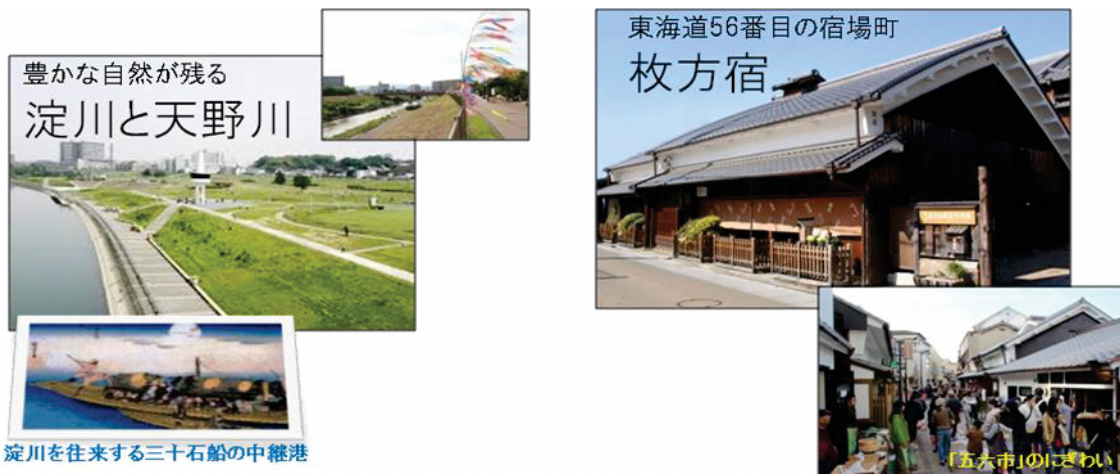 豊かな自然が残る
淀川と天野川
淀川を往来する三十石船の中継港
東海道56番目の宿場町
枚方宿
「五六市」のにぎわい